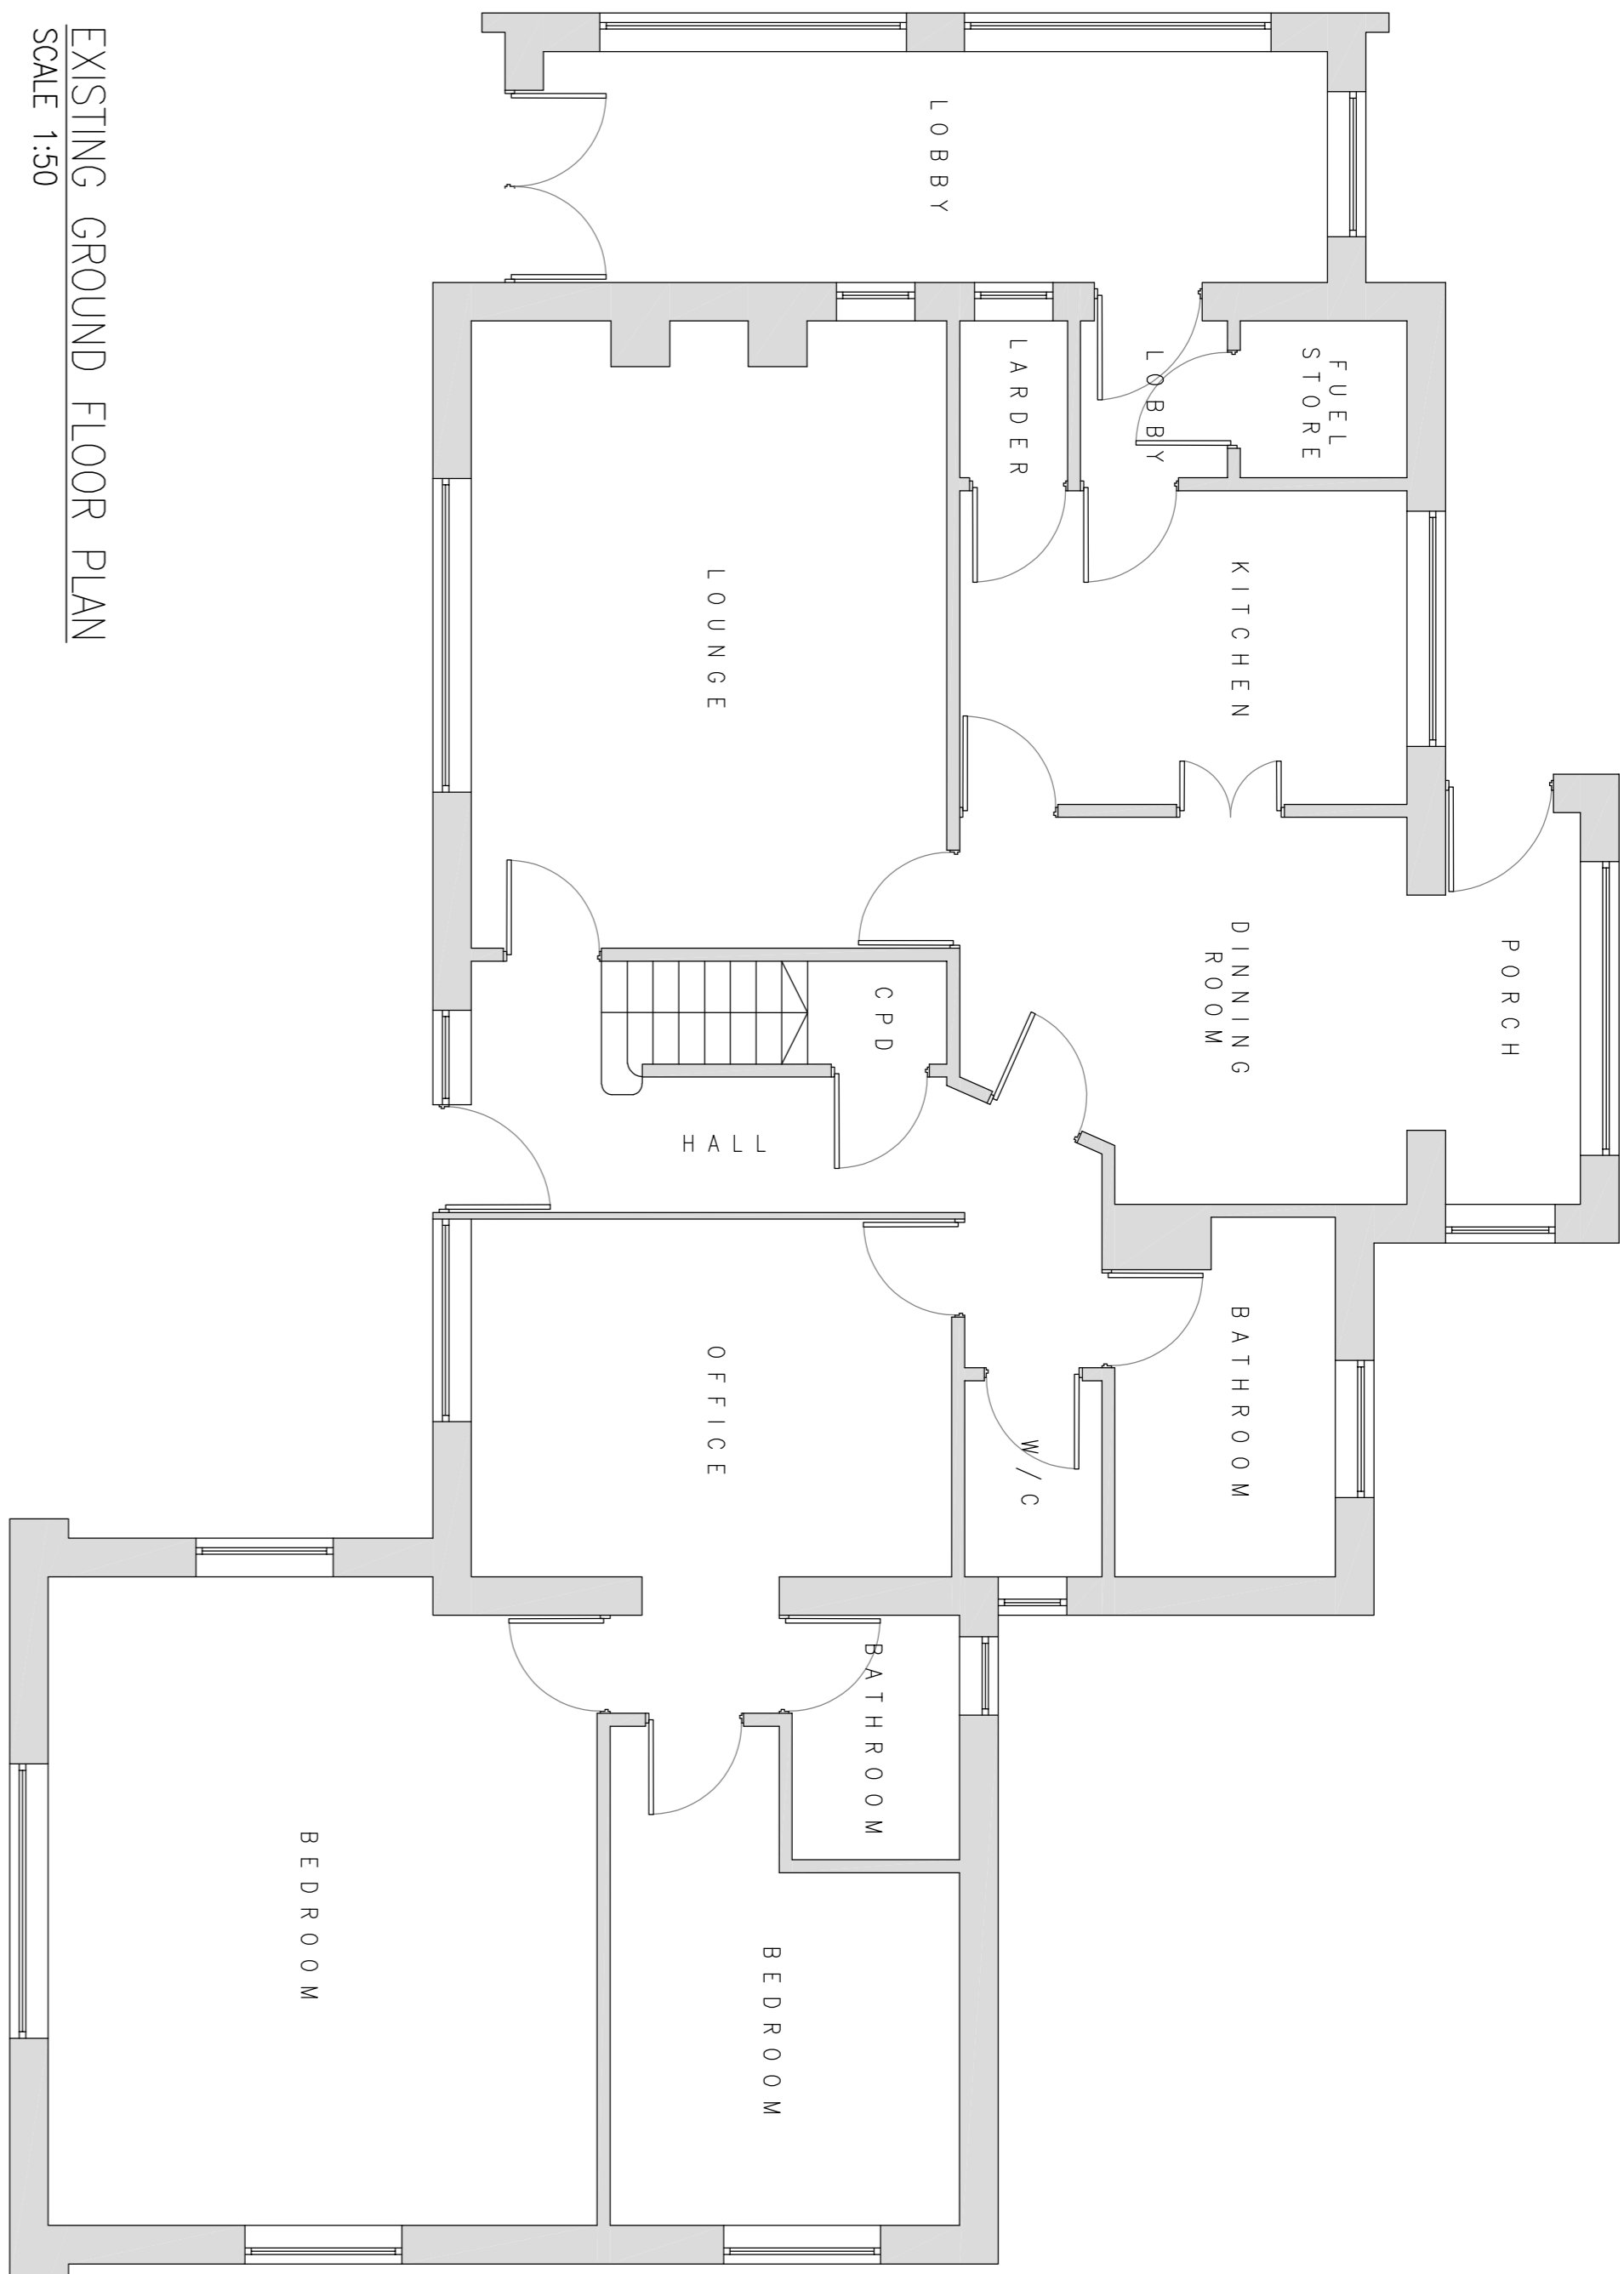 PORCH
FUEL
STORE
KITCHEN
DINNING
ROOM
BATHROOM
LOBBY
LARDER
W/C
LOBBY
CPD
BATHROOM
LOUNGE
HALL
OFFICE
BEDROOM
BEDROOM
EXISTING GROUND FLOOR PLAN
SCALE 1:50